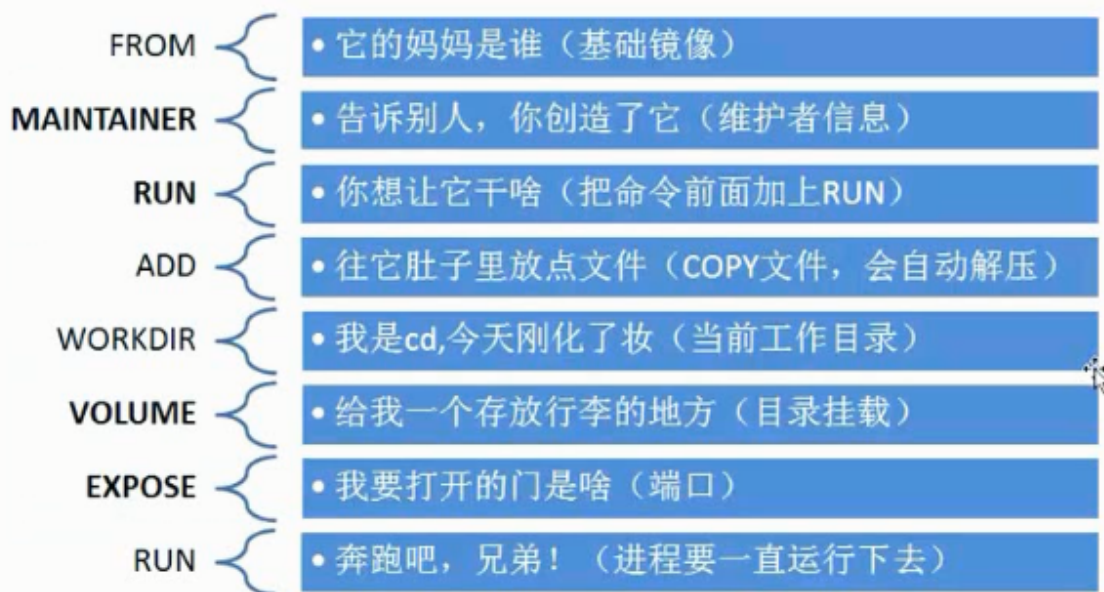 FROM • 它的妈妈是谁（基础镜像）
MAINTAINER • 告诉别人，你创造了它（维护者信息）
RUN • 你想让它干啥（把命令前面加上RUN）
ADD • 往它肚子里放点文件（COPY文件，会自动解压）
WORKDIR • 我是cd,今天刚化了妆（当前工作目录）
VOLUME • 给我一个存放行李的地方（目录挂载）
EXPOSE • 我要打开的门是啥（端口）
RUN • 奔跑吧，兄弟！（进程要一直运行下去）